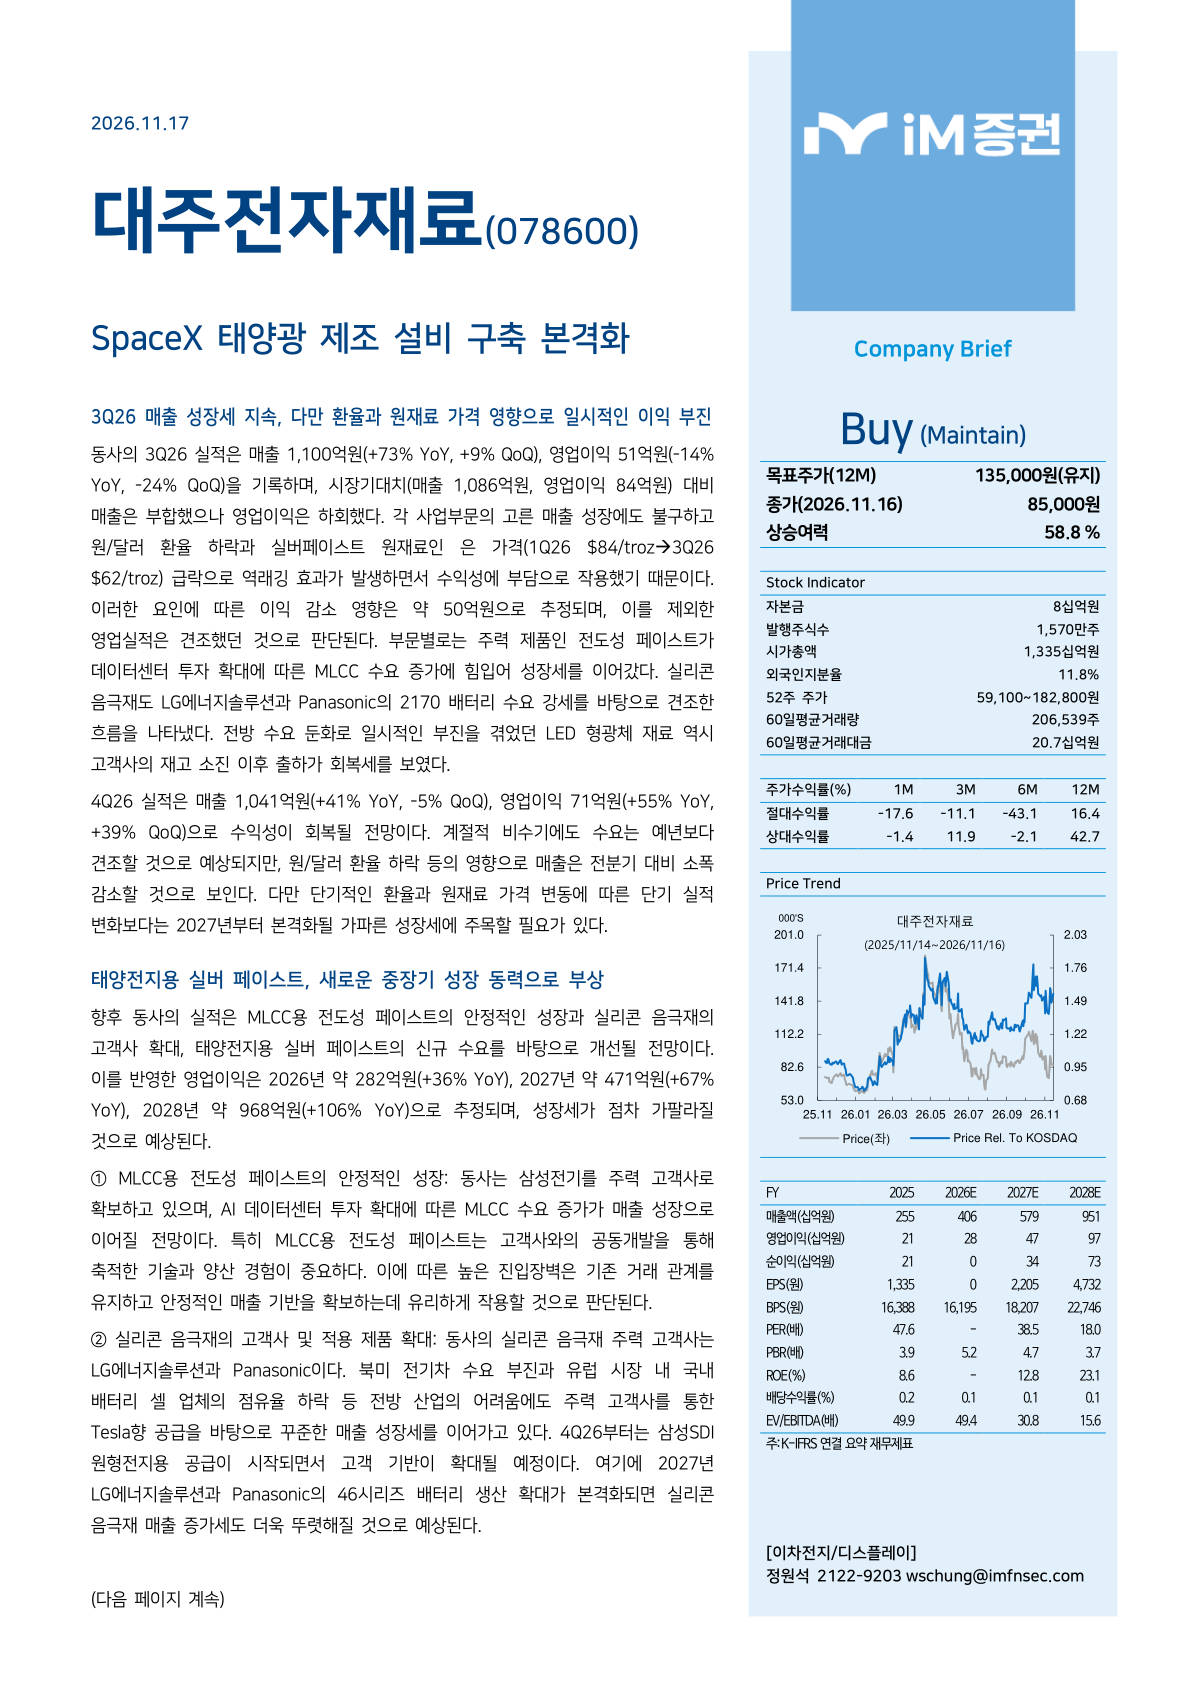 2026.11.17
대주전자재료(078600)
SpaceX 태양광 제조 설비 구축 본격화
3Q26 매출 성장세 지속, 다만 환율과 원재료 가격 영향으로 일시적인 이익 부진
동사의 3Q26 실적은 매출 1,100억원(+73% YoY, +9% QoQ), 영업이익 51억원(-14%
YoY, -24% QoQ)을 기록하며, 시장기대치(매출 1,086억원, 영업이익 84억원) 대비
매출은 부합했으나 영업이익은 하회했다. 각 사업부문의 고른 매출 성장에도 불구하고
원/달러 환율 하락과 실버페이스트 원재료인 은 가격(1Q26 $84/troz→3Q26
$62/troz) 급락으로 역래깅 효과가 발생하면서 수익성에 부담으로 작용했기 때문이다.
이러한 요인에 따른 이익 감소 영향은 약 50억원으로 추정되며, 이를 제외한
영업실적은 견조했던 것으로 판단된다. 부문별로는 주력 제품인 전도성 페이스트가
데이터센터 투자 확대에 따른 MLCC 수요 증가에 힘입어 성장세를 이어갔다. 실리콘
음극재도 LG에너지솔루션과 Panasonic의 2170 배터리 수요 강세를 바탕으로 견조한
흐름을 나타냈다. 전방 수요 둔화로 일시적인 부진을 겪었던 LED 형광체 재료 역시
고객사의 재고 소진 이후 출하가 회복세를 보였다.
4Q26 실적은 매출 1,041억원(+41% YoY, -5% QoQ), 영업이익 71억원(+55% YoY,
+39% QoQ)으로 수익성이 회복될 전망이다. 계절적 비수기에도 수요는 예년보다
견조할 것으로 예상되지만, 원/달러 환율 하락 등의 영향으로 매출은 전분기 대비 소폭
감소할 것으로 보인다. 다만 단기적인 환율과 원재료 가격 변동에 따른 단기 실적
변화보다는 2027년부터 본격화될 가파른 성장세에 주목할 필요가 있다.
태양전지용 실버 페이스트, 새로운 중장기 성장 동력으로 부상
향후 동사의 실적은 MLCC용 전도성 페이스트의 안정적인 성장과 실리콘 음극재의
고객사 확대, 태양전지용 실버 페이스트의 신규 수요를 바탕으로 개선될 전망이다.
이를 반영한 영업이익은 2026년 약 282억원(+36% YoY), 2027년 약 471억원(+67%
YoY), 2028년 약 968억원(+106% YoY)으로 추정되며, 성장세가 점차 가팔라질
것으로 예상된다.
① MLCC용 전도성 페이스트의 안정적인 성장: 동사는 삼성전기를 주력 고객사로
확보하고 있으며, AI 데이터센터 투자 확대에 따른 MLCC 수요 증가가 매출 성장으로
이어질 전망이다. 특히 MLCC용 전도성 페이스트는 고객사와의 공동개발을 통해
축적한 기술과 양산 경험이 중요하다. 이에 따른 높은 진입장벽은 기존 거래 관계를
유지하고 안정적인 매출 기반을 확보하는데 유리하게 작용할 것으로 판단된다.
② 실리콘 음극재의 고객사 및 적용 제품 확대: 동사의 실리콘 음극재 주력 고객사는
LG에너지솔루션과 Panasonic이다. 북미 전기차 수요 부진과 유럽 시장 내 국내
배터리 셀 업체의 점유율 하락 등 전방 산업의 어려움에도 주력 고객사를 통한
Tesla향 공급을 바탕으로 꾸준한 매출 성장세를 이어가고 있다. 4Q26부터는 삼성SDI
원형전지용 공급이 시작되면서 고객 기반이 확대될 예정이다. 여기에 2027년
LG에너지솔루션과 Panasonic의 46시리즈 배터리 생산 확대가 본격화되면 실리콘
음극재 매출 증가세도 더욱 뚜렷해질 것으로 예상된다.
(다음 페이지 계속)
iM증권
Company Brief
Buy (Maintain)
목표주가(12M) 135,000원(유지)
종가(2026.11.16) 85,000원
상승여력 58.8 %
Stock Indicator
자본금 8십억원
발행주식수 1,570만주
시가총액 1,335십억원
외국인지분율 11.8%
52주 주가 59,100~182,800원
60일평균거래량 206,539주
60일평균거래대금 20.7십억원
주가수익률(%) 1M 3M 6M 12M
절대수익률 -17.6 -11.1 -43.1 16.4
상대수익률 -1.4 11.9 -2.1 42.7
Price Trend
000'S 대주전자재료
201.0 2.03
(2025/11/14~2026/11/16)
171.4 1.76
141.8 1.49
112.2 1.22
82.6 0.95
53.0 0.68
25.11 26.01 26.03 26.05 26.07 26.09 26.11
Price(좌) Price Rel. To KOSDAQ
FY 2025 2026E 2027E 2028E
매출액(십억원) 255 406 579 951
영업이익(십억원) 21 28 47 97
순이익(십억원) 21 0 34 73
EPS(원) 1,335 0 2,205 4,732
BPS(원) 16,388 16,195 18,207 22,746
PER(배) 47.6 - 38.5 18.0
PBR(배) 3.9 5.2 4.7 3.7
ROE(%) 8.6 - 12.8 23.1
배당수익률(%) 0.2 0.1 0.1 0.1
EV/EBITDA(배) 49.9 49.4 30.8 15.6
주:K-IFRS 연결 요약 재무제표
[이차전지/디스플레이]
정원석 2122-9203 wschung@imfnsec.com